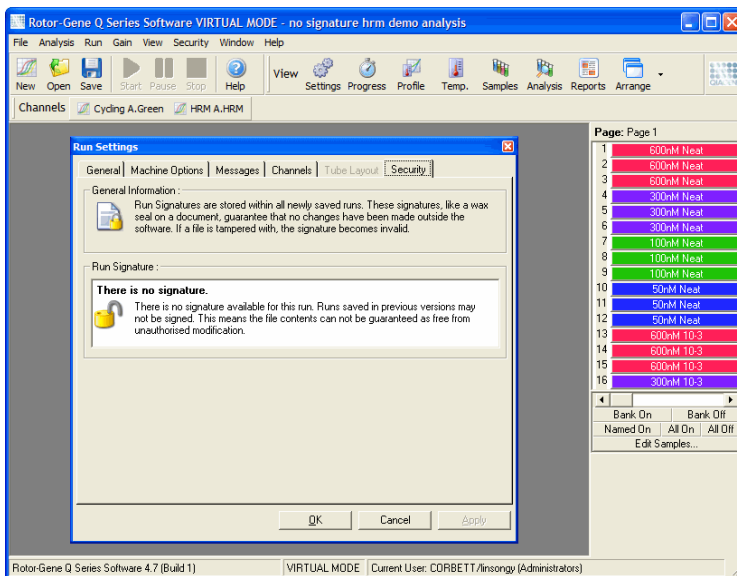 Rotor-Gene Q Series Software VIRTUAL MODE - no signature hrm demo analysis
File Analysis Run Gain View Security Window Help
New Open Save Start Pause Stop Help View Settings Progress Profile Temp. Samples Analysis Reports Arrange
Channels Cycling A.Green HRM A.HRM
Run Settings
General Machine Options Messages Channels Tube Layout Security
General Information :
Run Signatures are stored within all newly saved runs. These signatures, like a wax
seal on a document, guarantee that no changes have been made outside the
software. If a file is tampered with, the signature becomes invalid.
Run Signature :
There is no signature.
There is no signature available for this run. Runs saved in previous versions may
not be signed. This means the file contents can not be guaranteed as free from
unauthorised modification.
OK Cancel Apply
Page: Page 1
1 600nM Neat
2 600nM Neat
3 600nM Neat
4 300nM Neat
5 300nM Neat
6 300nM Neat
7 100nM Neat
8 100nM Neat
9 100nM Neat
10 50nM Neat
11 50nM Neat
12 50nM Neat
13 600nM 10-3
14 600nM 10-3
15 600nM 10-3
16 300nM 10-3
Bank On Bank Off
Named On All On All Off
Edit Samples...
Rotor-Gene Q Series Software 4.7 (Build 1) VIRTUAL MODE Current User: CORBETT/linsongy (Administrators)